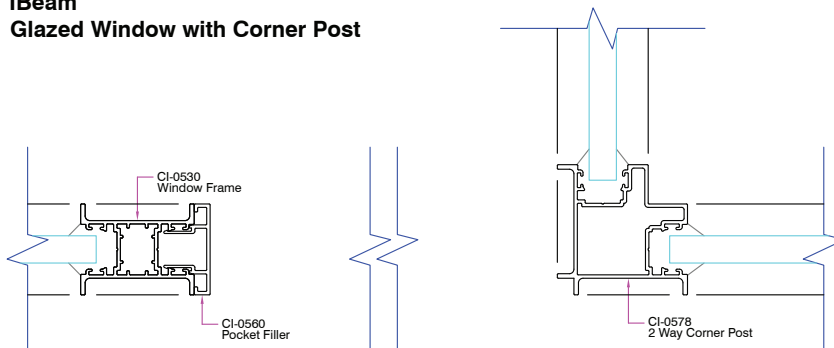 iBeam
Glazed Window with Corner Post
CI-0530
Window Frame
CI-0560
Pocket Filler
CI-0578
2 Way Corner Post